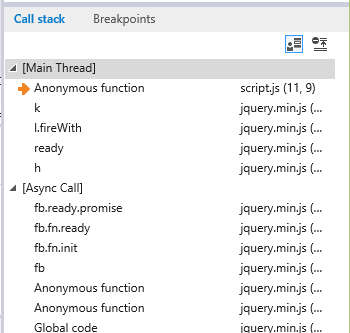 Call stack Breakpoints
[Main Thread]
Anonymous function script.js (11, 9)
k jquery.min.js (...
l.fireWith jquery.min.js (...
ready jquery.min.js (...
h jquery.min.js (...
[Async Call]
fb.ready.promise jquery.min.js (...
fb.fn.ready jquery.min.js (...
fb.fn.init jquery.min.js (...
fb jquery.min.js (...
Anonymous function jquery.min.js (...
Anonymous function jquery.min.js (...
Global code jquery.min.js (...